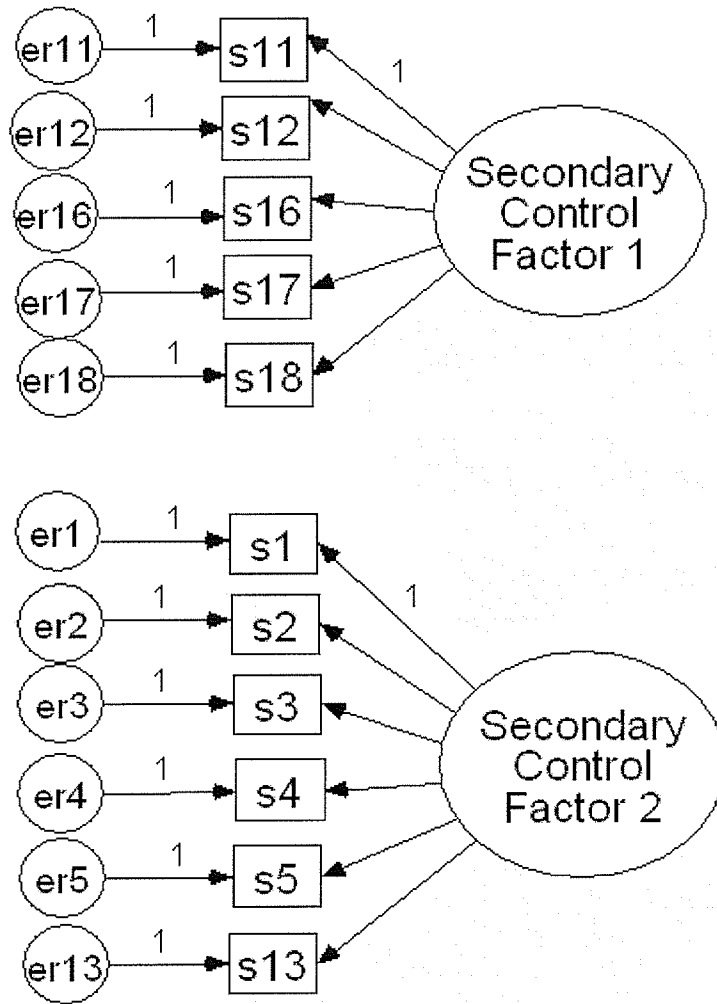 er11 1 s11 1
er12 1 s12
er16 1 s16
er17 1 s17
er18 1 s18
Secondary
Control
Factor 1
er1 1 s1 1
er2 1 s2
er3 1 s3
er4 1 s4
er5 1 s5
er13 1 s13
Secondary
Control
Factor 2